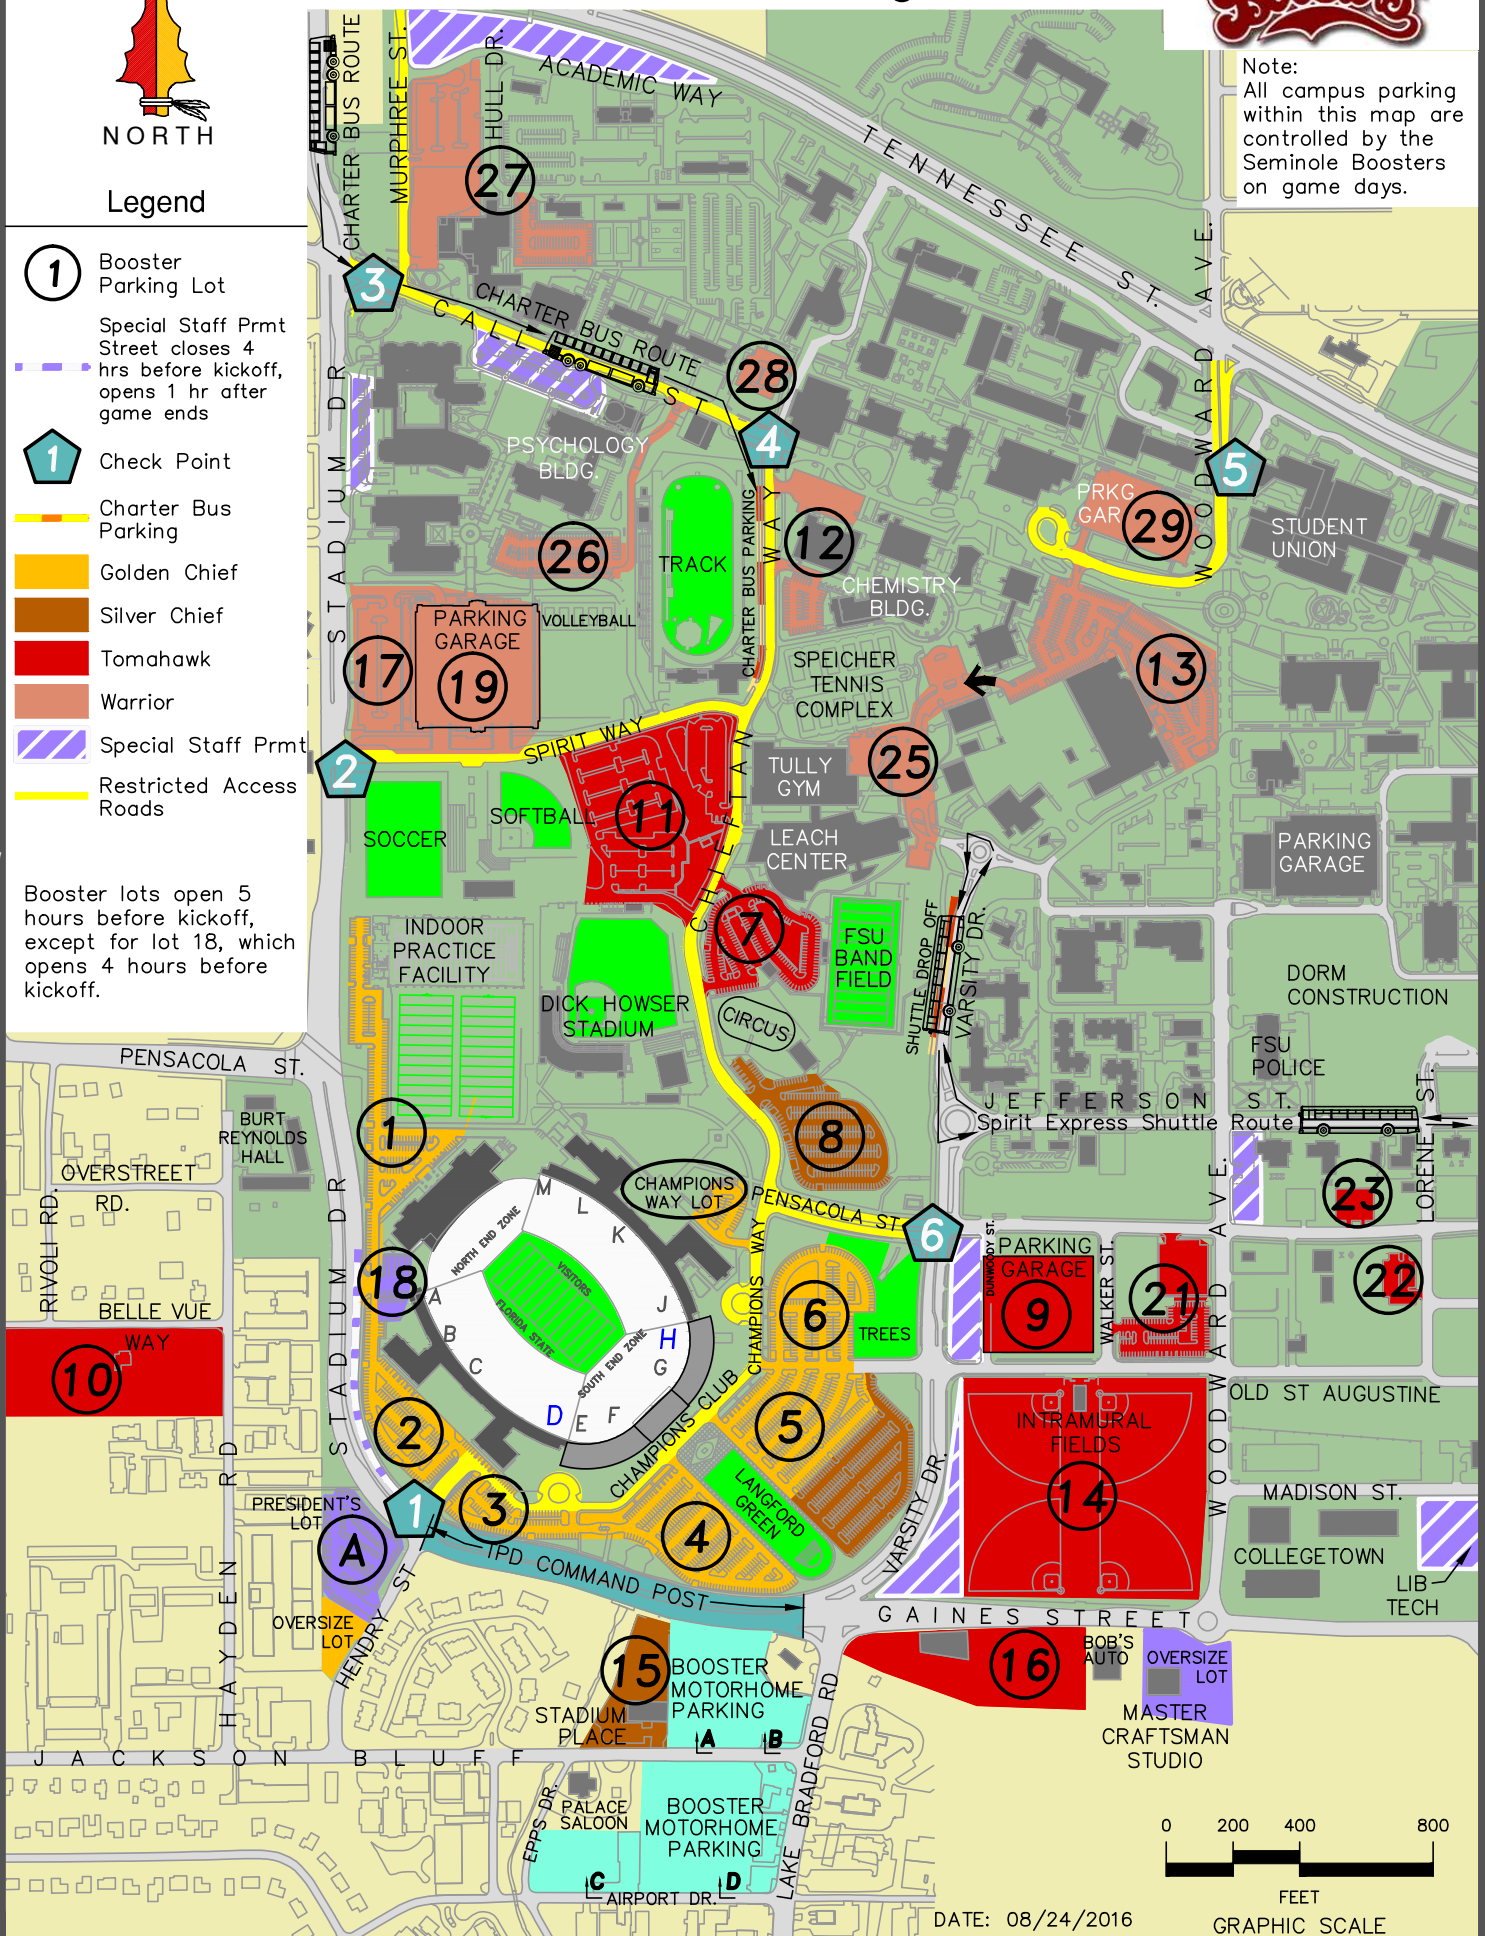 NORTH
Legend
1
Booster
Parking Lot
Special Staff Prmt
Street closes 4
hrs before kickoff,
opens 1 hr after
game ends
1
Check Point
Charter Bus
Parking
Golden Chief
Silver Chief
Tomahawk
Warrior
Special Staff Prmt
Restricted Access
Roads
Booster lots open 5
hours before kickoff,
except for lot 18, which
opens 4 hours before
kickoff.
Note:
All campus parking
within this map are
controlled by the
Seminole Boosters
on game days.
CHARTER BUS ROUTE
MURPHREE ST.
HULL DR.
ACADEMIC WAY
TENNESSEE ST.
27
3
CALL ST
CHARTER BUS ROUTE
28
4
WOODWARD AVE.
5
STADIUM DR
PSYCHOLOGY
BLDG.
26
TRACK
CHARTER BUS PARKING
WAY
12
CHEMISTRY
BLDG.
PRKG
GAR
29
STUDENT
UNION
VOLLEYBALL
PARKING
GARAGE
17
19
SPEICHER
TENNIS
COMPLEX
13
2
SPIRIT WAY
CHIEFTAN
TULLY
GYM
25
11
SOCCER
SOFTBALL
LEACH
CENTER
PARKING
GARAGE
7
INDOOR
PRACTICE
FACILITY
FSU
BAND
FIELD
SHUTTLE DROP OFF
VARSITY DR.
DORM
CONSTRUCTION
DICK HOWSER
STADIUM
CIRCUS
FSU
POLICE
PENSACOLA ST.
JEFFERSON ST.
Spirit Express Shuttle Route
LORENE ST.
BURT
REYNOLDS
HALL
1
8
OVERSTREET
RD.
RIVOLI RD.
STADIUM DR
CHAMPIONS
WAY LOT
PENSACOLA ST
6
23
WOODWARD AVE.
M
L
K
NORTH END ZONE
VISITORS
FLORIDA STATE
SOUTH END ZONE
A
B
C
D
E
F
G
H
J
18
CHAMPIONS WAY
6
TREES
DUNWOODY ST.
PARKING
GARAGE
9
WALKER ST.
21
22
BELLE VUE
WAY
10
2
CHAMPIONS CLUB
5
OLD ST AUGUSTINE
INTRAMURAL
FIELDS
14
LANGFORD
GREEN
VARSITY DR.
MADISON ST.
PRESIDENT'S
LOT
A
1
3
4
TPD COMMAND POST
COLLEGETOWN
LIB
TECH
HAYDEN RD
OVERSIZE
LOT
HENDRY ST
GAINES STREET
15
BOOSTER
MOTORHOME
PARKING
STADIUM
PLACE
A
B
16
BOB'S
AUTO
OVERSIZE
LOT
MASTER
CRAFTSMAN
STUDIO
JACKSON BLUFF
LAKE BRADFORD RD
EPPS DR.
PALACE
SALOON
BOOSTER
MOTORHOME
PARKING
C
D
AIRPORT DR.
0 200 400 800
FEET
GRAPHIC SCALE
DATE: 08/24/2016